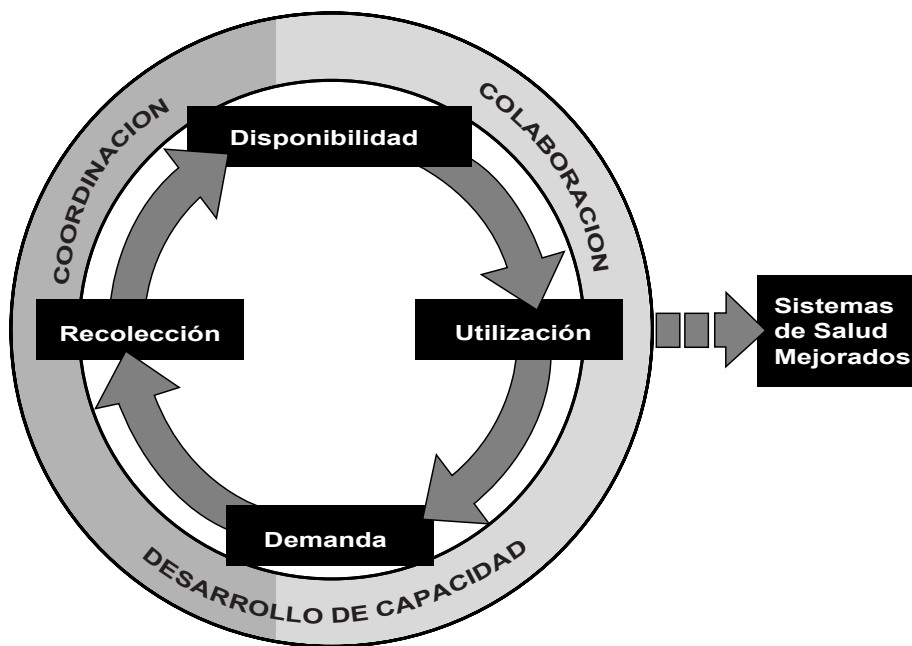 COORDINACION
COLABORACION
Disponibilidad
Recolección
Utilización
Sistemas
de Salud
Mejorados
Demanda
DESARROLLO DE CAPACIDAD